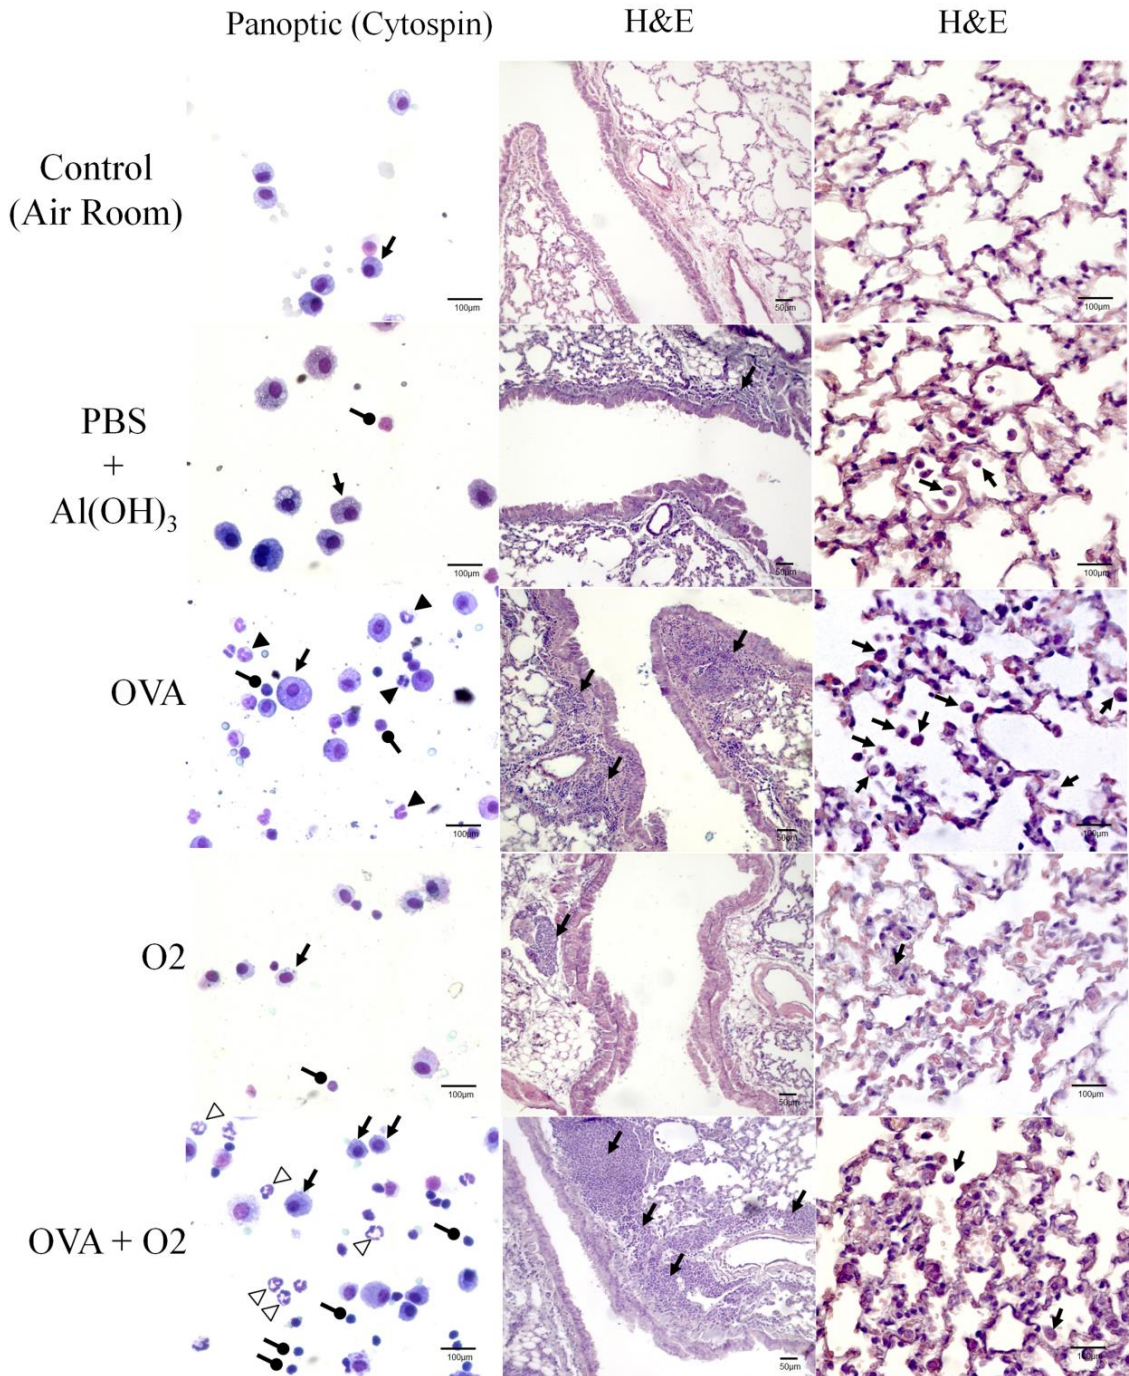 Panoptic (Cytospin)
H&E
H&E
Control
(Air Room)
100µm
50µm
100µm
PBS
+
Al(OH)₃
100µm
50µm
100µm
OVA
100µm
50µm
100µm
O2
100µm
50µm
100µm
OVA + O2
100µm
50µm
100µm